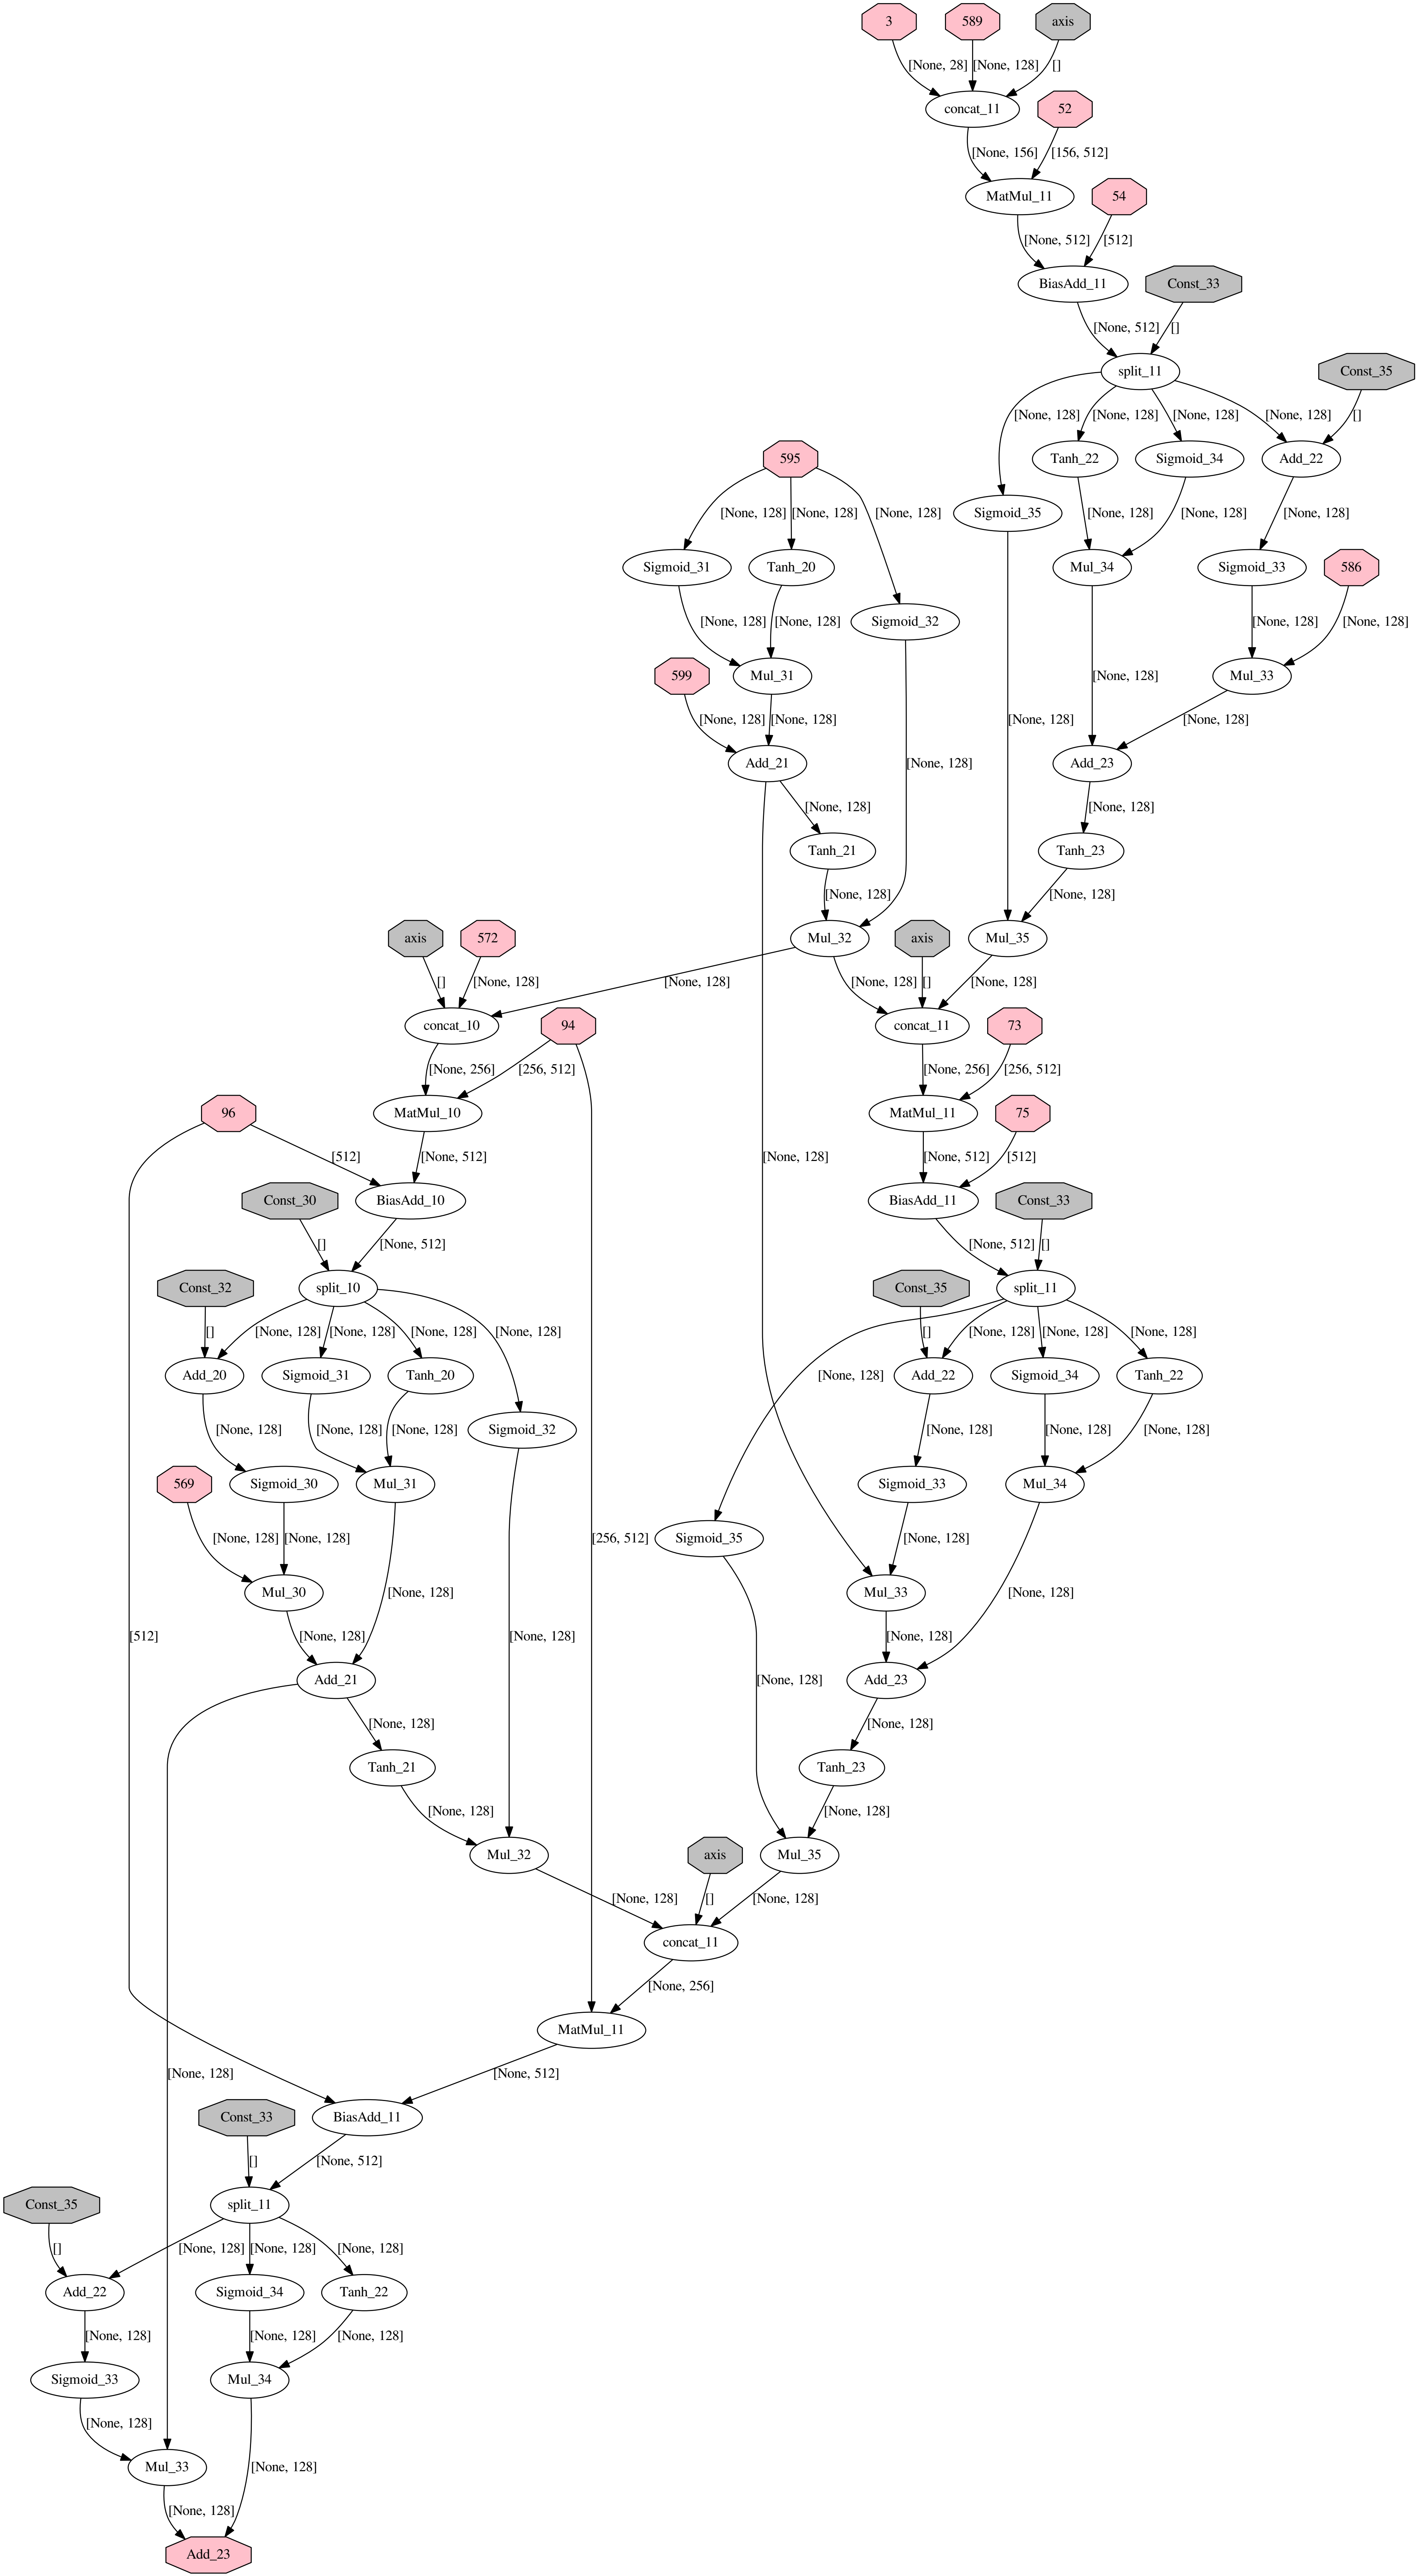 3 589 axis
[None, 28] [None, 128] []
concat_11 52
[None, 156] [156, 512]
MatMul_11 54
[None, 512] [512]
BiasAdd_11 Const_33
[None, 512] []
split_11 Const_35
[None, 128] [None, 128] [None, 128] [None, 128] []
595 Tanh_22 Sigmoid_34 Add_22
[None, 128] [None, 128] [None, 128] Sigmoid_35 [None, 128] [None, 128] [None, 128]
Sigmoid_31 Tanh_20 Mul_34 Sigmoid_33 586
[None, 128] [None, 128] Sigmoid_32 [None, 128] [None, 128]
599 Mul_31 [None, 128] Mul_33
[None, 128] [None, 128] [None, 128] [None, 128]
Add_21 [None, 128] Add_23
[None, 128] [None, 128]
Tanh_21 Tanh_23
[None, 128] [None, 128]
axis 572 Mul_32 axis Mul_35
[] [None, 128] [None, 128] [None, 128] [] [None, 128]
concat_10 94 concat_11 73
[None, 256] [256, 512] [None, 256] [256, 512]
96 MatMul_10 MatMul_11 75
[512] [None, 512] [None, 128] [None, 512] [512]
Const_30 BiasAdd_10 BiasAdd_11 Const_33
[] [None, 512] [None, 512] []
Const_32 split_10 Const_35 split_11
[] [None, 128] [None, 128] [None, 128] [None, 128] [] [None, 128] [None, 128] [None, 128]
Add_20 Sigmoid_31 Tanh_20 [None, 128] Add_22 Sigmoid_34 Tanh_22
[None, 128] [None, 128] [None, 128] Sigmoid_32 [None, 128] [None, 128] [None, 128]
569 Sigmoid_30 Mul_31 Sigmoid_33 Mul_34
[None, 128] [None, 128] [256, 512] Sigmoid_35 [None, 128]
Mul_30 [None, 128] Mul_33 [None, 128]
[512] [None, 128] [None, 128] [None, 128]
Add_21 [None, 128] Add_23
[None, 128] [None, 128]
Tanh_21 Tanh_23
[None, 128] [None, 128]
Mul_32 axis Mul_35
[None, 128] [] [None, 128]
concat_11
[None, 256]
MatMul_11
[None, 128] [None, 512]
Const_33 BiasAdd_11
[] [None, 512]
Const_35 split_11
[] [None, 128] [None, 128] [None, 128]
Add_22 Sigmoid_34 Tanh_22
[None, 128] [None, 128] [None, 128]
Sigmoid_33 Mul_34
[None, 128]
Mul_33 [None, 128]
[None, 128]
Add_23